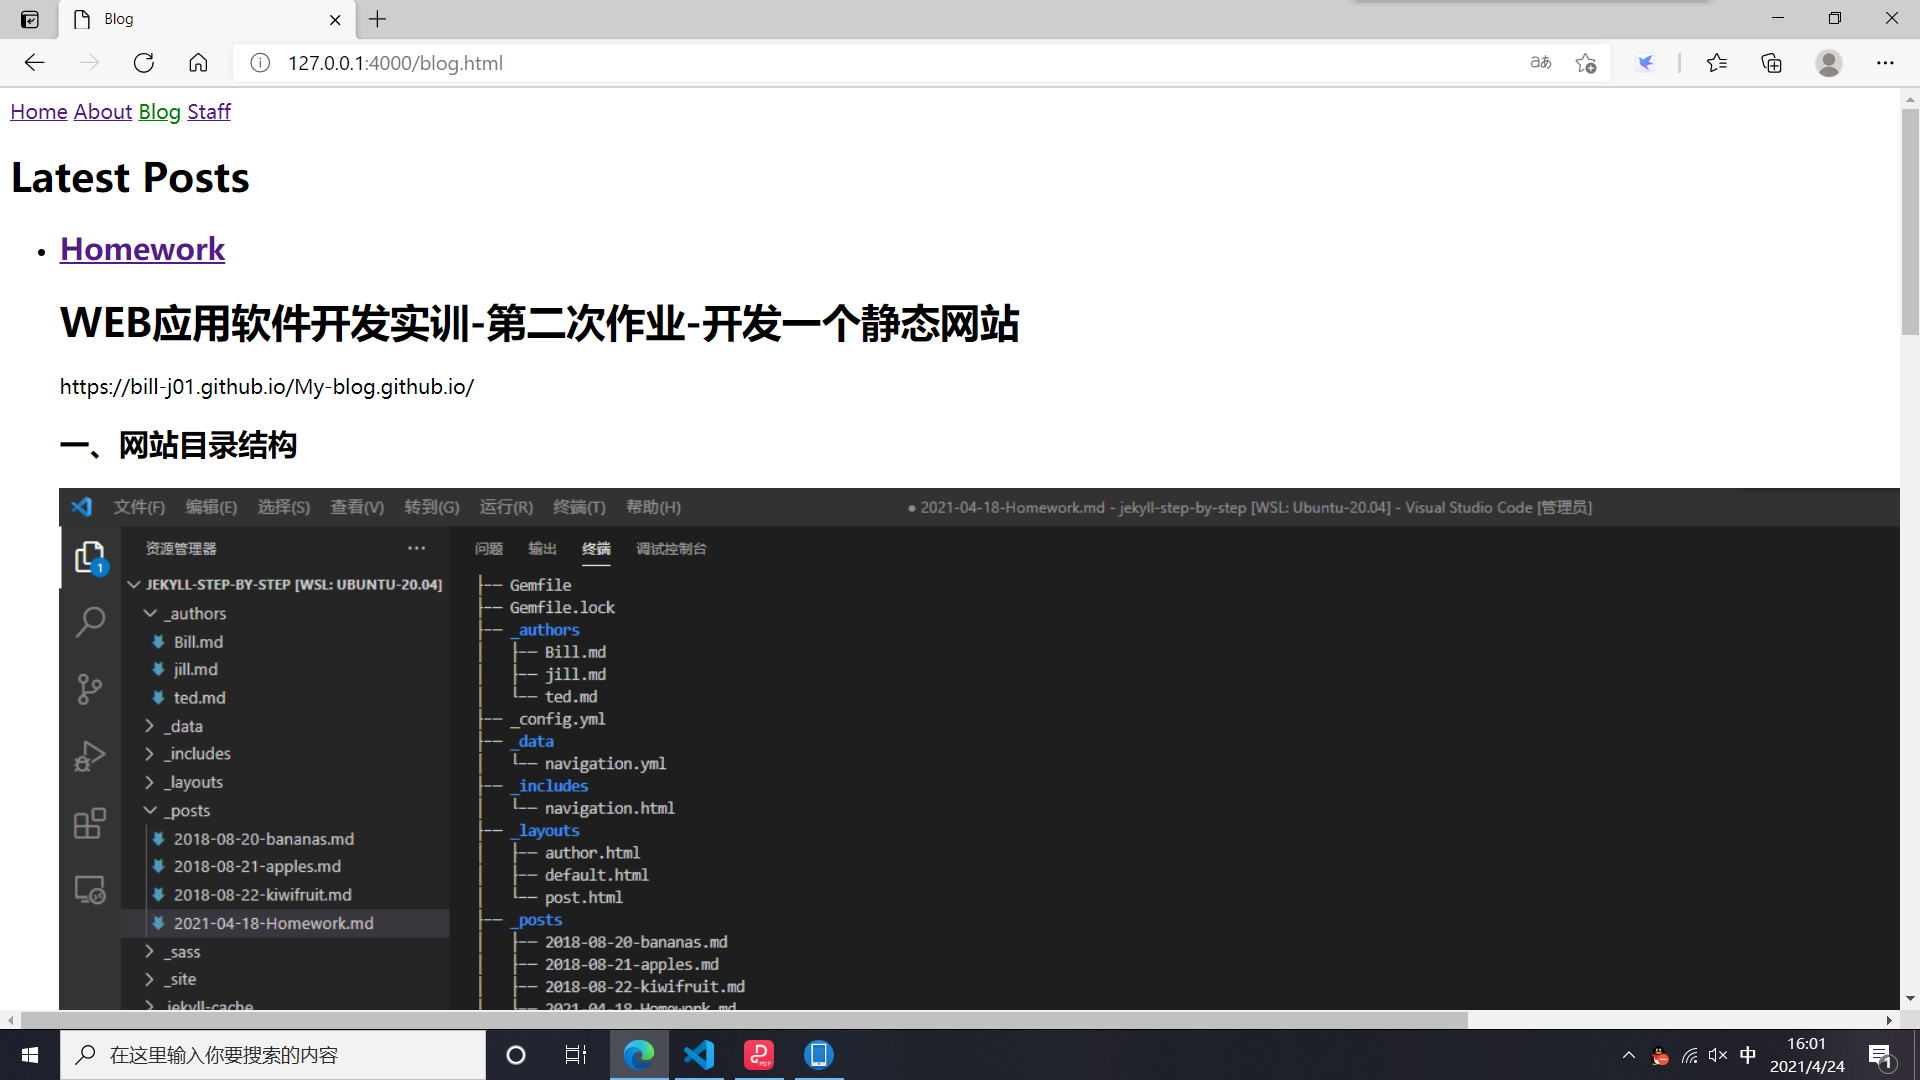 Blog
127.0.0.1:4000/blog.html
Home About Blog Staff
Latest Posts
Homework
WEB应用软件开发实训-第二次作业-开发一个静态网站
https://bill-j01.github.io/My-blog.github.io/
一、网站目录结构
文件(F) 编辑(E) 选择(S) 查看(V) 转到(G) 运行(R) 终端(T) 帮助(H)
● 2021-04-18-Homework.md - jekyll-step-by-step [WSL: Ubuntu-20.04] - Visual Studio Code [管理员]
资源管理器
1
JEKYLL-STEP-BY-STEP [WSL: UBUNTU-20.04]
_authors
Bill.md
jill.md
ted.md
_data
_includes
_layouts
_posts
2018-08-20-bananas.md
2018-08-21-apples.md
2018-08-22-kiwifruit.md
2021-04-18-Homework.md
_sass
_site
.jekyll-cache
问题 输出 终端 调试控制台
├── Gemfile
├── Gemfile.lock
├── _authors
│   ├── Bill.md
│   ├── jill.md
│   └── ted.md
├── _config.yml
├── _data
│   └── navigation.yml
├── _includes
│   └── navigation.html
├── _layouts
│   ├── author.html
│   ├── default.html
│   └── post.html
├── _posts
│   ├── 2018-08-20-bananas.md
│   ├── 2018-08-21-apples.md
│   ├── 2018-08-22-kiwifruit.md
│   └── 2021-04-18-Homework.md
在这里输入你要搜索的内容
中
16:01
2021/4/24
1